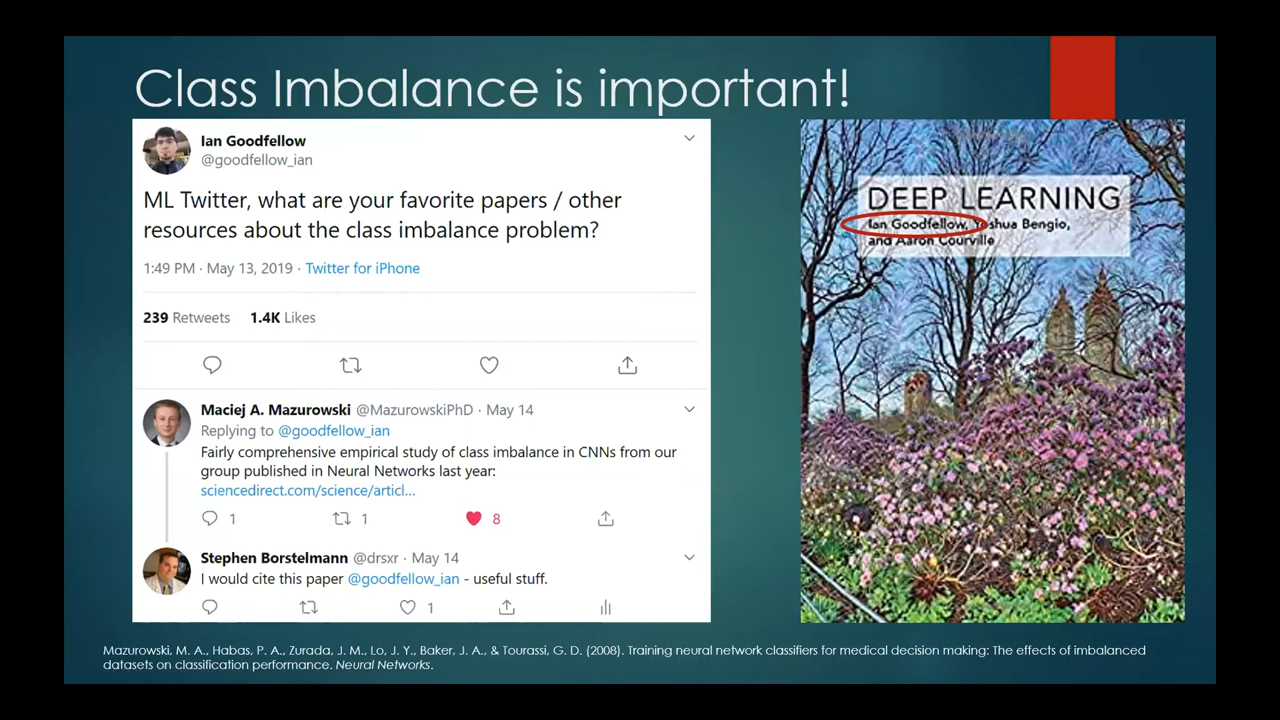 Class Imbalance is important!
Ian Goodfellow
@goodfellow_ian
ML Twitter, what are your favorite papers / other
resources about the class imbalance problem?
1:49 PM · May 13, 2019 · Twitter for iPhone
239 Retweets 1.4K Likes
Maciej A. Mazurowski @MazurowskiPhD · May 14
Replying to @goodfellow_ian
Fairly comprehensive empirical study of class imbalance in CNNs from our
group published in Neural Networks last year:
sciencedirect.com/science/articl...
1 1 8
Stephen Borstelmann @drsxr · May 14
I would cite this paper @goodfellow_ian - useful stuff.
1
DEEP LEARNING
Ian Goodfellow, Yoshua Bengio,
and Aaron Courville
Mazurowski, M. A., Habas, P. A., Zurada, J. M., Lo, J. Y., Baker, J. A., & Tourassi, G. D. (2008). Training neural network classifiers for medical decision making: The effects of imbalanced
datasets on classification performance. Neural Networks.